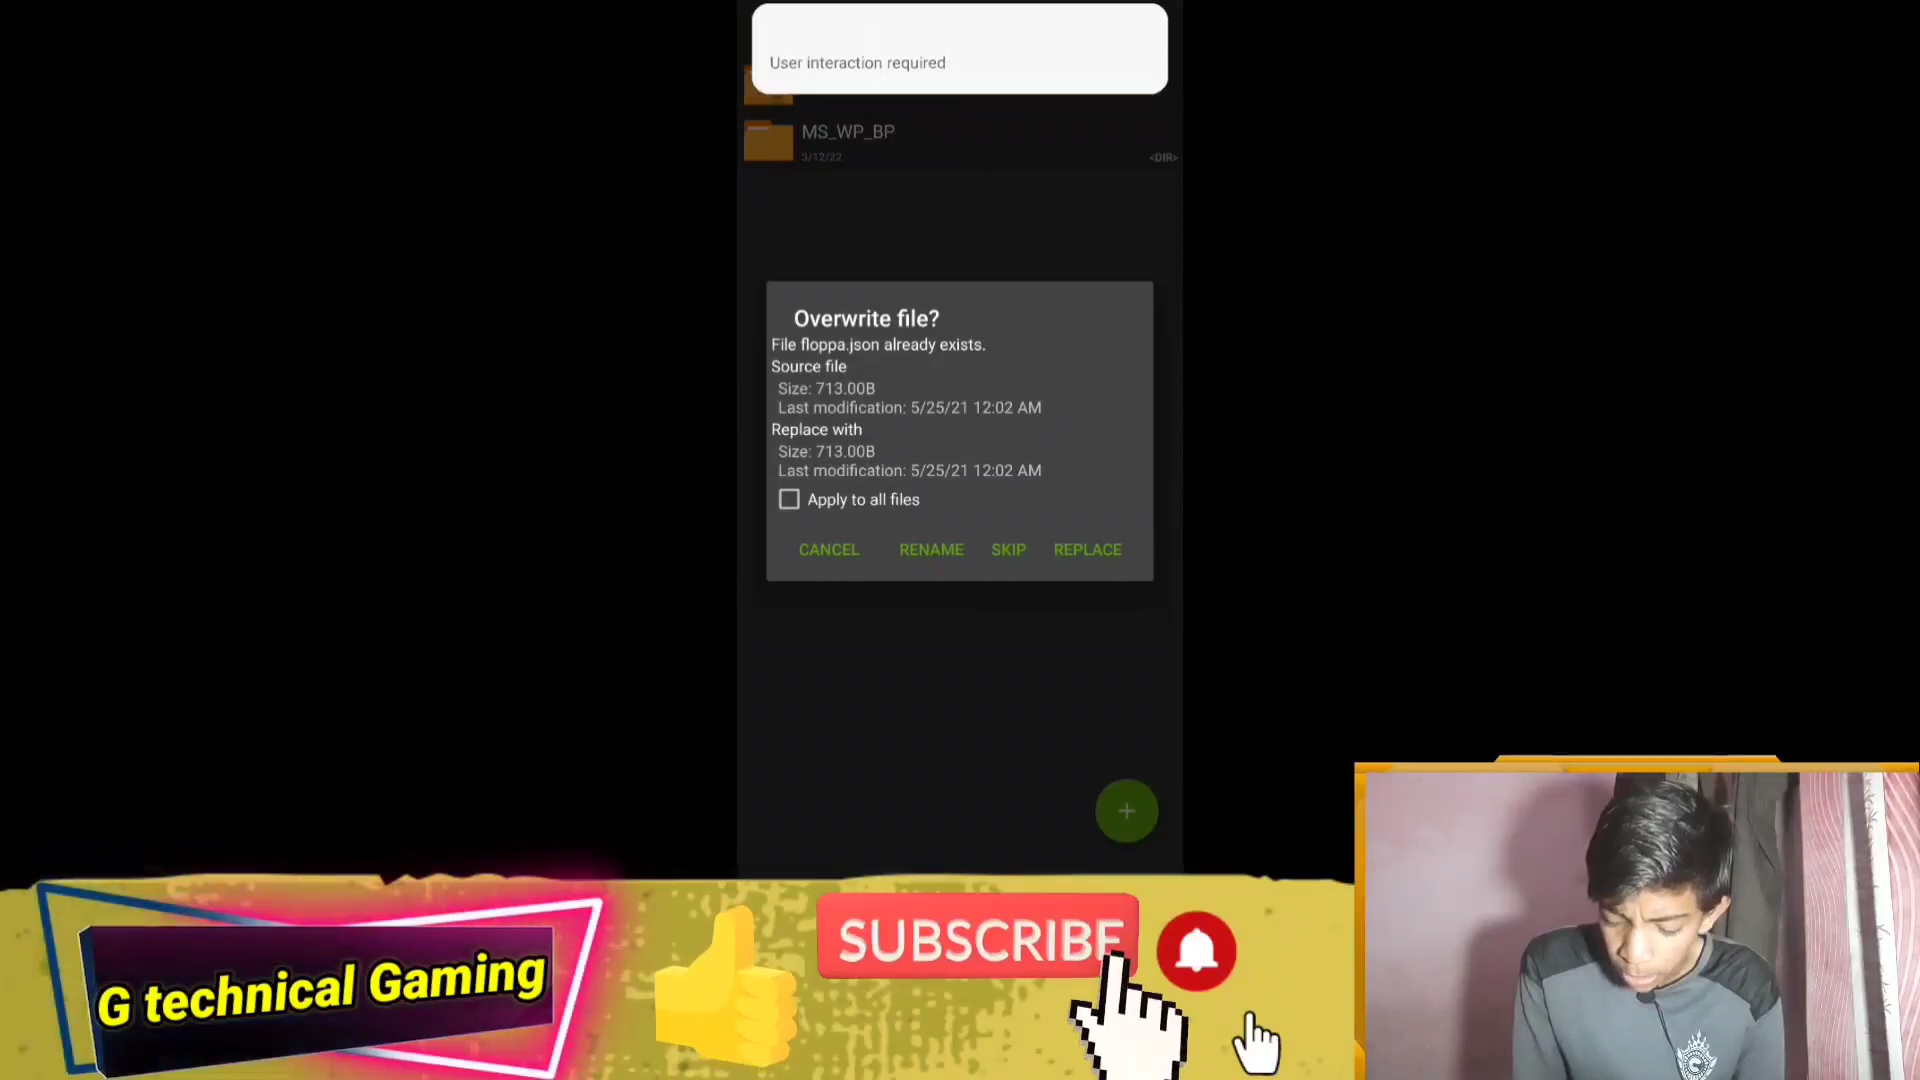 User interaction required
MS_WP_BP
3/12/22
<DIR>
Overwrite file?
File floppa.json already exists.
Source file
Size: 713.00B
Last modification: 5/25/21 12:02 AM
Replace with
Size: 713.00B
Last modification: 5/25/21 12:02 AM
Apply to all files
CANCEL RENAME SKIP REPLACE
G technical Gaming
SUBSCRIBE